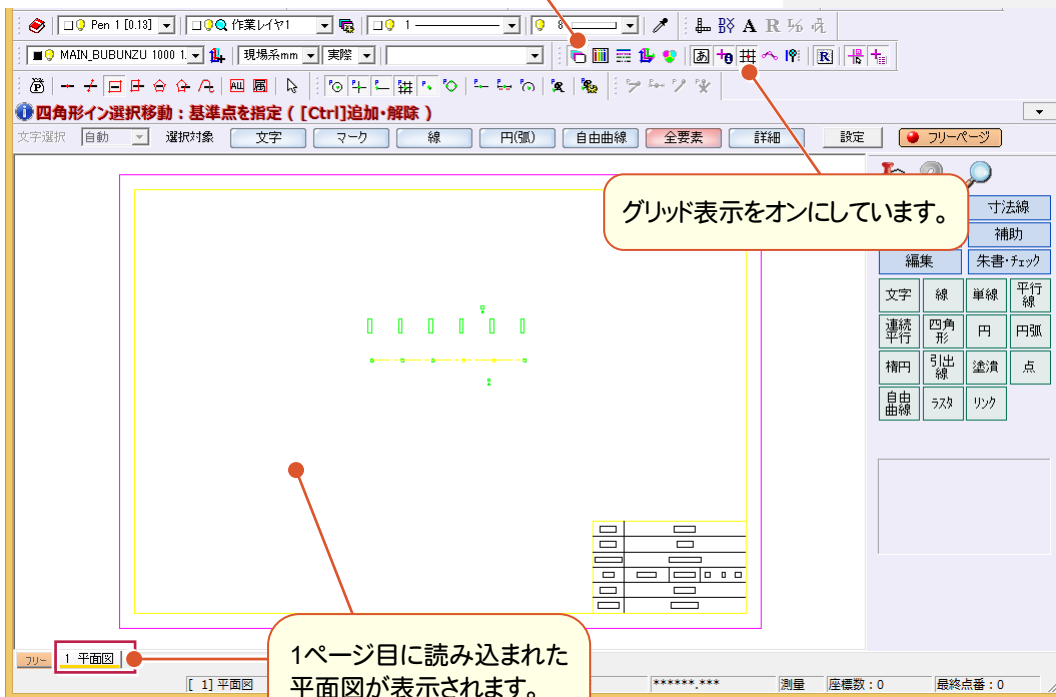 Pen 1 [0.13] 作業レイヤ1 1 8 A R
MAIN_BUBUNZU 1000 1. 現場系mm 実際 あ R
P ALL
四角形イン選択移動：基準点を指定 ( [Ctrl]追加・解除 )
文字選択 自動 選択対象 文字 マーク 線 円(弧) 自由曲線 全要素 詳細 設定 フリーページ
グリッド表示をオンにしています。
寸法線
補助
編集 朱書・チェック
文字 線 単線 平行線
連続平行 四角形 円 円弧
楕円 引出線 塗潰 点
自由曲線 ラスタ リンク
1ページ目に読み込まれた
平面図が表示されます。
フリー 1 平面図
[ 1] 平面図 ******.*** 測量 座標数：0 最終点番：0